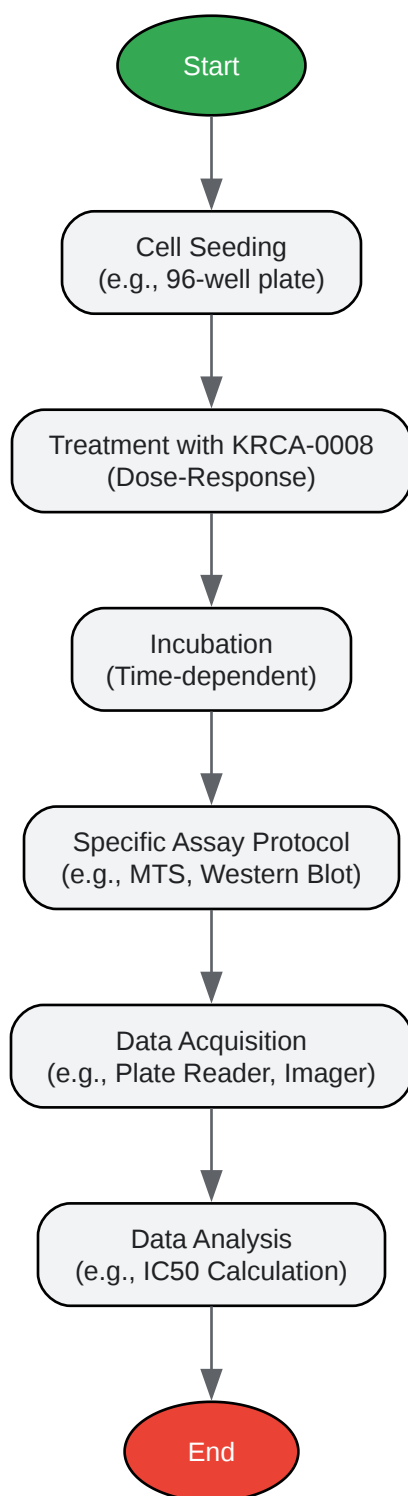 Start
Cell Seeding
(e.g., 96-well plate)
Treatment with KRCA-0008
(Dose-Response)
Incubation
(Time-dependent)
Specific Assay Protocol
(e.g., MTS, Western Blot)
Data Acquisition
(e.g., Plate Reader, Imager)
Data Analysis
(e.g., IC50 Calculation)
End